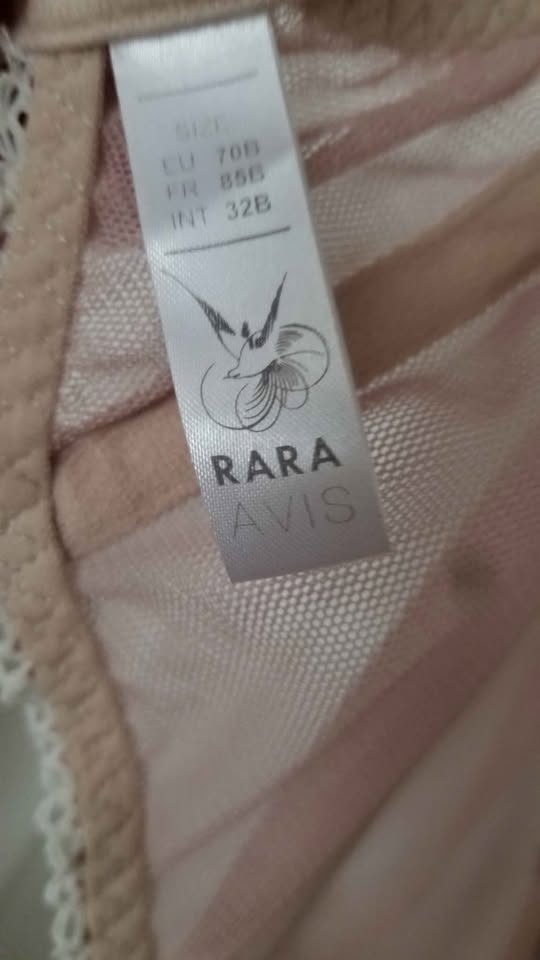 SIZE
EU 70B
FR 85B
INT 32B
RARA
AVIS